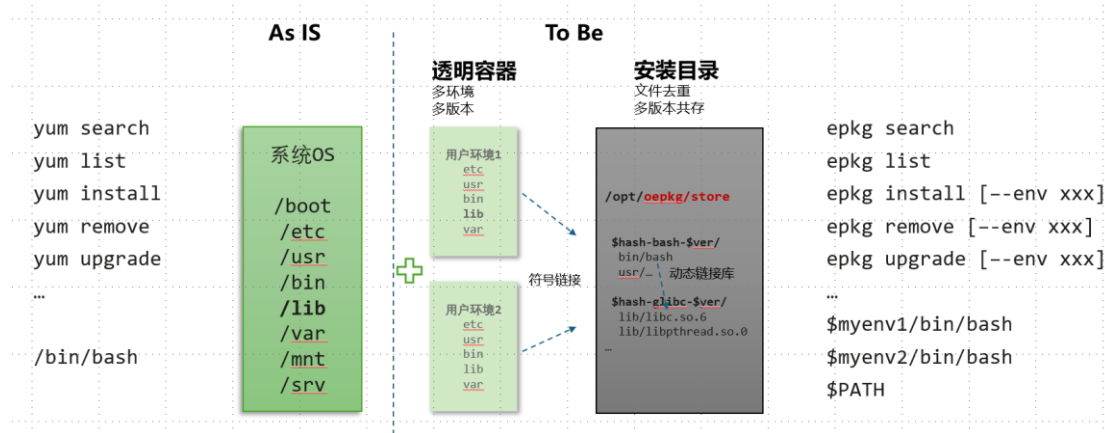 As IS
To Be
yum search
yum list
yum install
yum remove
yum upgrade
…
/bin/bash
系统OS
/boot
/etc
/usr
/bin
/lib
/var
/mnt
/srv
透明容器
多环境
多版本
用户环境1
etc
usr
bin
lib
var
用户环境2
etc
usr
bin
lib
var
符号链接
安装目录
文件去重
多版本共存
/opt/oepkg/store
$hash-bash-$ver/
bin/bash
usr/… 动态链接库
$hash-glibc-$ver/
lib/libc.so.6
lib/libpthread.so.0
…
epkg search
epkg list
epkg install [--env xxx]
epkg remove [--env xxx]
epkg upgrade [--env xxx]
…
$myenv1/bin/bash
$myenv2/bin/bash
$PATH